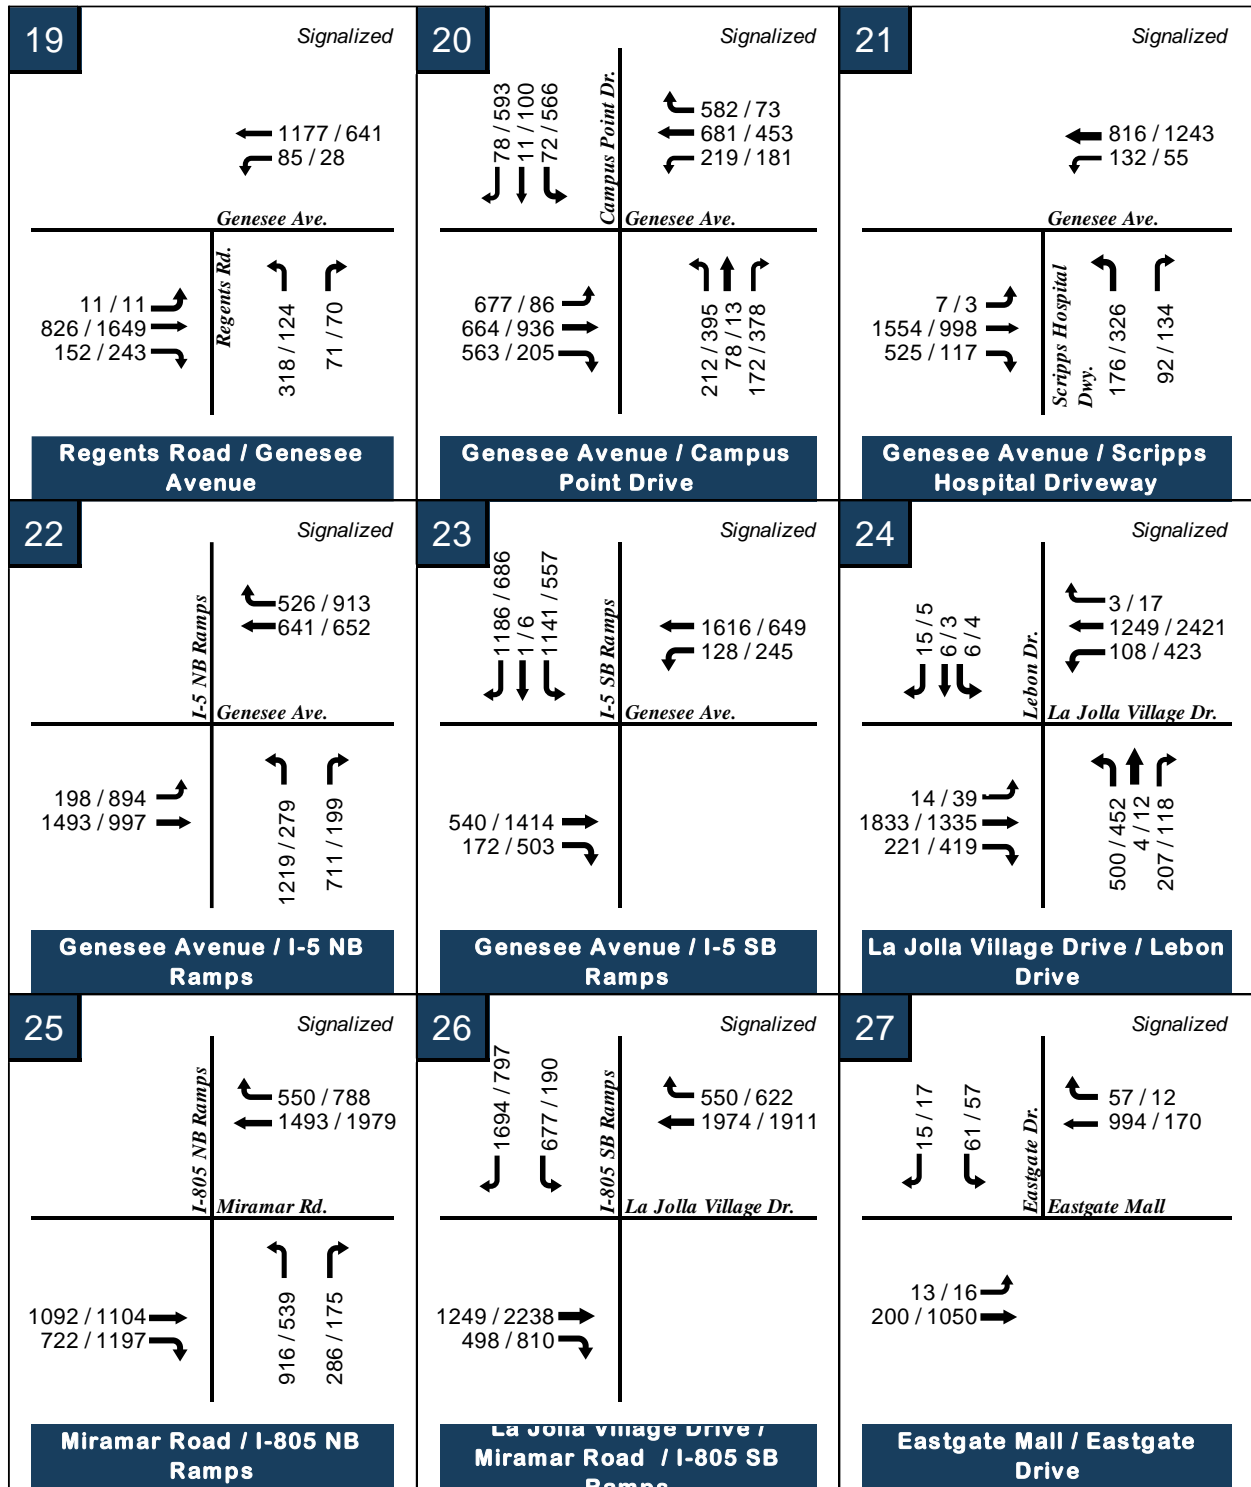 19
Signalized
1177 / 641
85 / 28
Genesee Ave.
Regents Rd.
11 / 11
826 / 1649
152 / 243
318 / 124
71 / 70
Regents Road / Genesee
Avenue
20
Signalized
78 / 593
11 / 100
72 / 566
Campus Point Dr.
582 / 73
681 / 453
219 / 181
Genesee Ave.
677 / 86
664 / 936
563 / 205
212 / 395
78 / 13
172 / 378
Genesee Avenue / Campus
Point Drive
21
Signalized
816 / 1243
132 / 55
Genesee Ave.
Scripps Hospital
Dwy.
7 / 3
1554 / 998
525 / 117
176 / 326
92 / 134
Genesee Avenue / Scripps
Hospital Driveway
22
Signalized
I-5 NB Ramps
526 / 913
641 / 652
Genesee Ave.
198 / 894
1493 / 997
1219 / 279
711 / 199
Genesee Avenue / I-5 NB
Ramps
23
Signalized
1186 / 686
1 / 6
1141 / 557
I-5 SB Ramps
1616 / 649
128 / 245
Genesee Ave.
540 / 1414
172 / 503
Genesee Avenue / I-5 SB
Ramps
24
Signalized
15 / 5
6 / 3
6 / 4
Lebon Dr.
3 / 17
1249 / 2421
108 / 423
La Jolla Village Dr.
14 / 39
1833 / 1335
221 / 419
500 / 452
4 / 12
207 / 118
La Jolla Village Drive / Lebon
Drive
25
Signalized
I-805 NB Ramps
550 / 788
1493 / 1979
Miramar Rd.
1092 / 1104
722 / 1197
916 / 539
286 / 175
Miramar Road / I-805 NB
Ramps
26
Signalized
1694 / 797
677 / 190
I-805 SB Ramps
550 / 622
1974 / 1911
La Jolla Village Dr.
1249 / 2238
498 / 810
La Jolla Village Drive /
Miramar Road / I-805 SB
Ramps
27
Signalized
15 / 17
61 / 57
Eastgate Dr.
57 / 12
994 / 170
Eastgate Mall
13 / 16
200 / 1050
Eastgate Mall / Eastgate
Drive